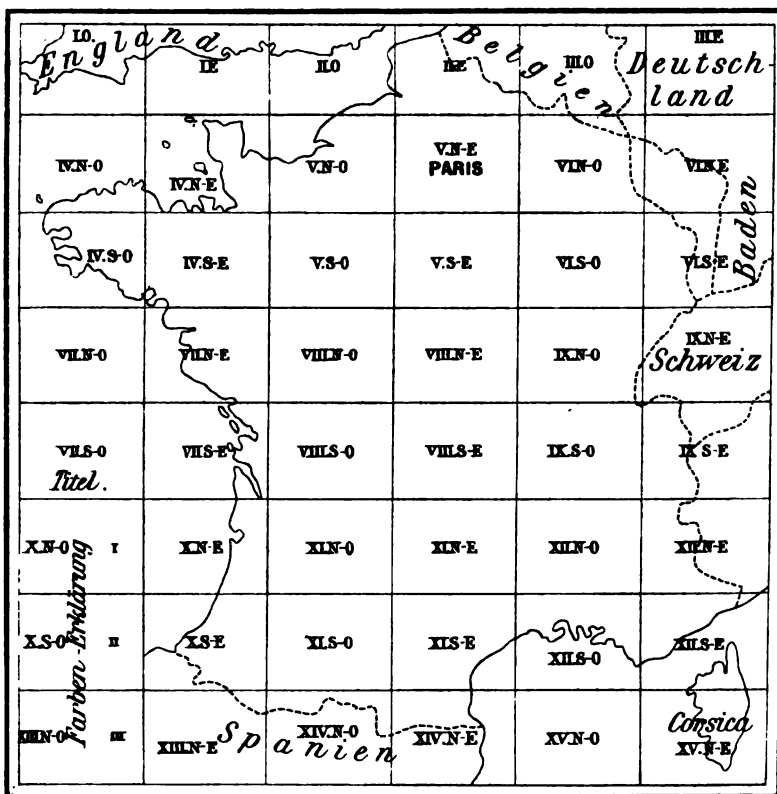 I.O.
England
I.E
II.O
II.E
Belgien
III.O
III.E
Deutsch-
land
IV.N-O
IV.N-E
V.N-O
V.N-E
PARIS
VI.N-O
VI.N.E
IV.S-O
IV.S-E
V.S-O
V.S-E
VI.S-O
VI.S-E
Baden
VII.N-O
VII.N-E
VIII.N-O
VIII.N-E
IX.N-O
IX.N-E
Schweiz
VII.S-O
Titel.
VII.S-E
VIII.S-O
VIII.S-E
IX.S-O
IX.S-E
X.N-O
I
X.N-E
XI.N-O
XI.N-E
XII.N-O
XII.N-E
Farben-Erklärung
X.S-O
II
X.S-E
XI.S-O
XI.S-E
XII.S-O
XII.S-E
XIII.N-O
III
XIII.N-E
Spanien
XIV.N-O
XIV.N-E
XV.N-O
Corsica
XV.N-E